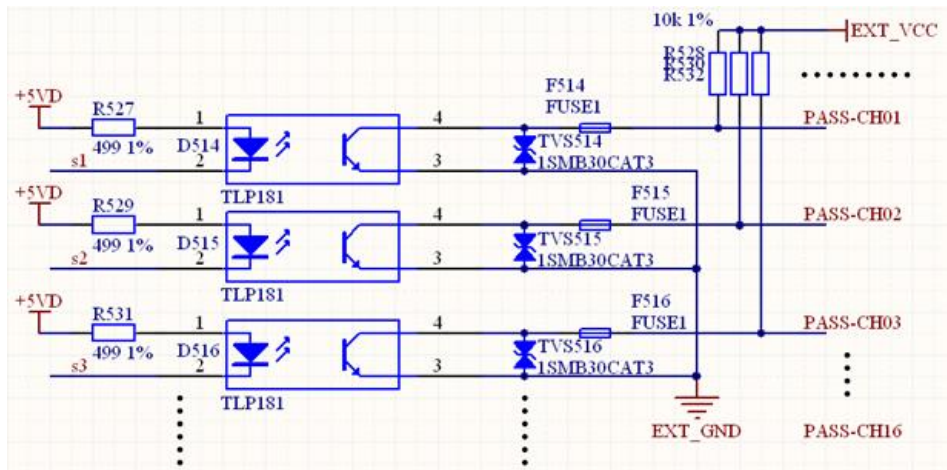 10k 1%
EXT_VCC
R528
R530
R532
F514
FUSE1
+5VD
R527
1
4
PASS-CH01
499 1%
D514
TVS514
s1
2
3
1SMB30CAT3
TLP181
F515
FUSE1
+5VD
R529
1
4
PASS-CH02
499 1%
D515
TVS515
s2
2
3
1SMB30CAT3
TLP181
F516
FUSE1
+5VD
R531
1
4
PASS-CH03
499 1%
D516
TVS516
s3
2
3
1SMB30CAT3
TLP181
EXT_GND
PASS-CH16